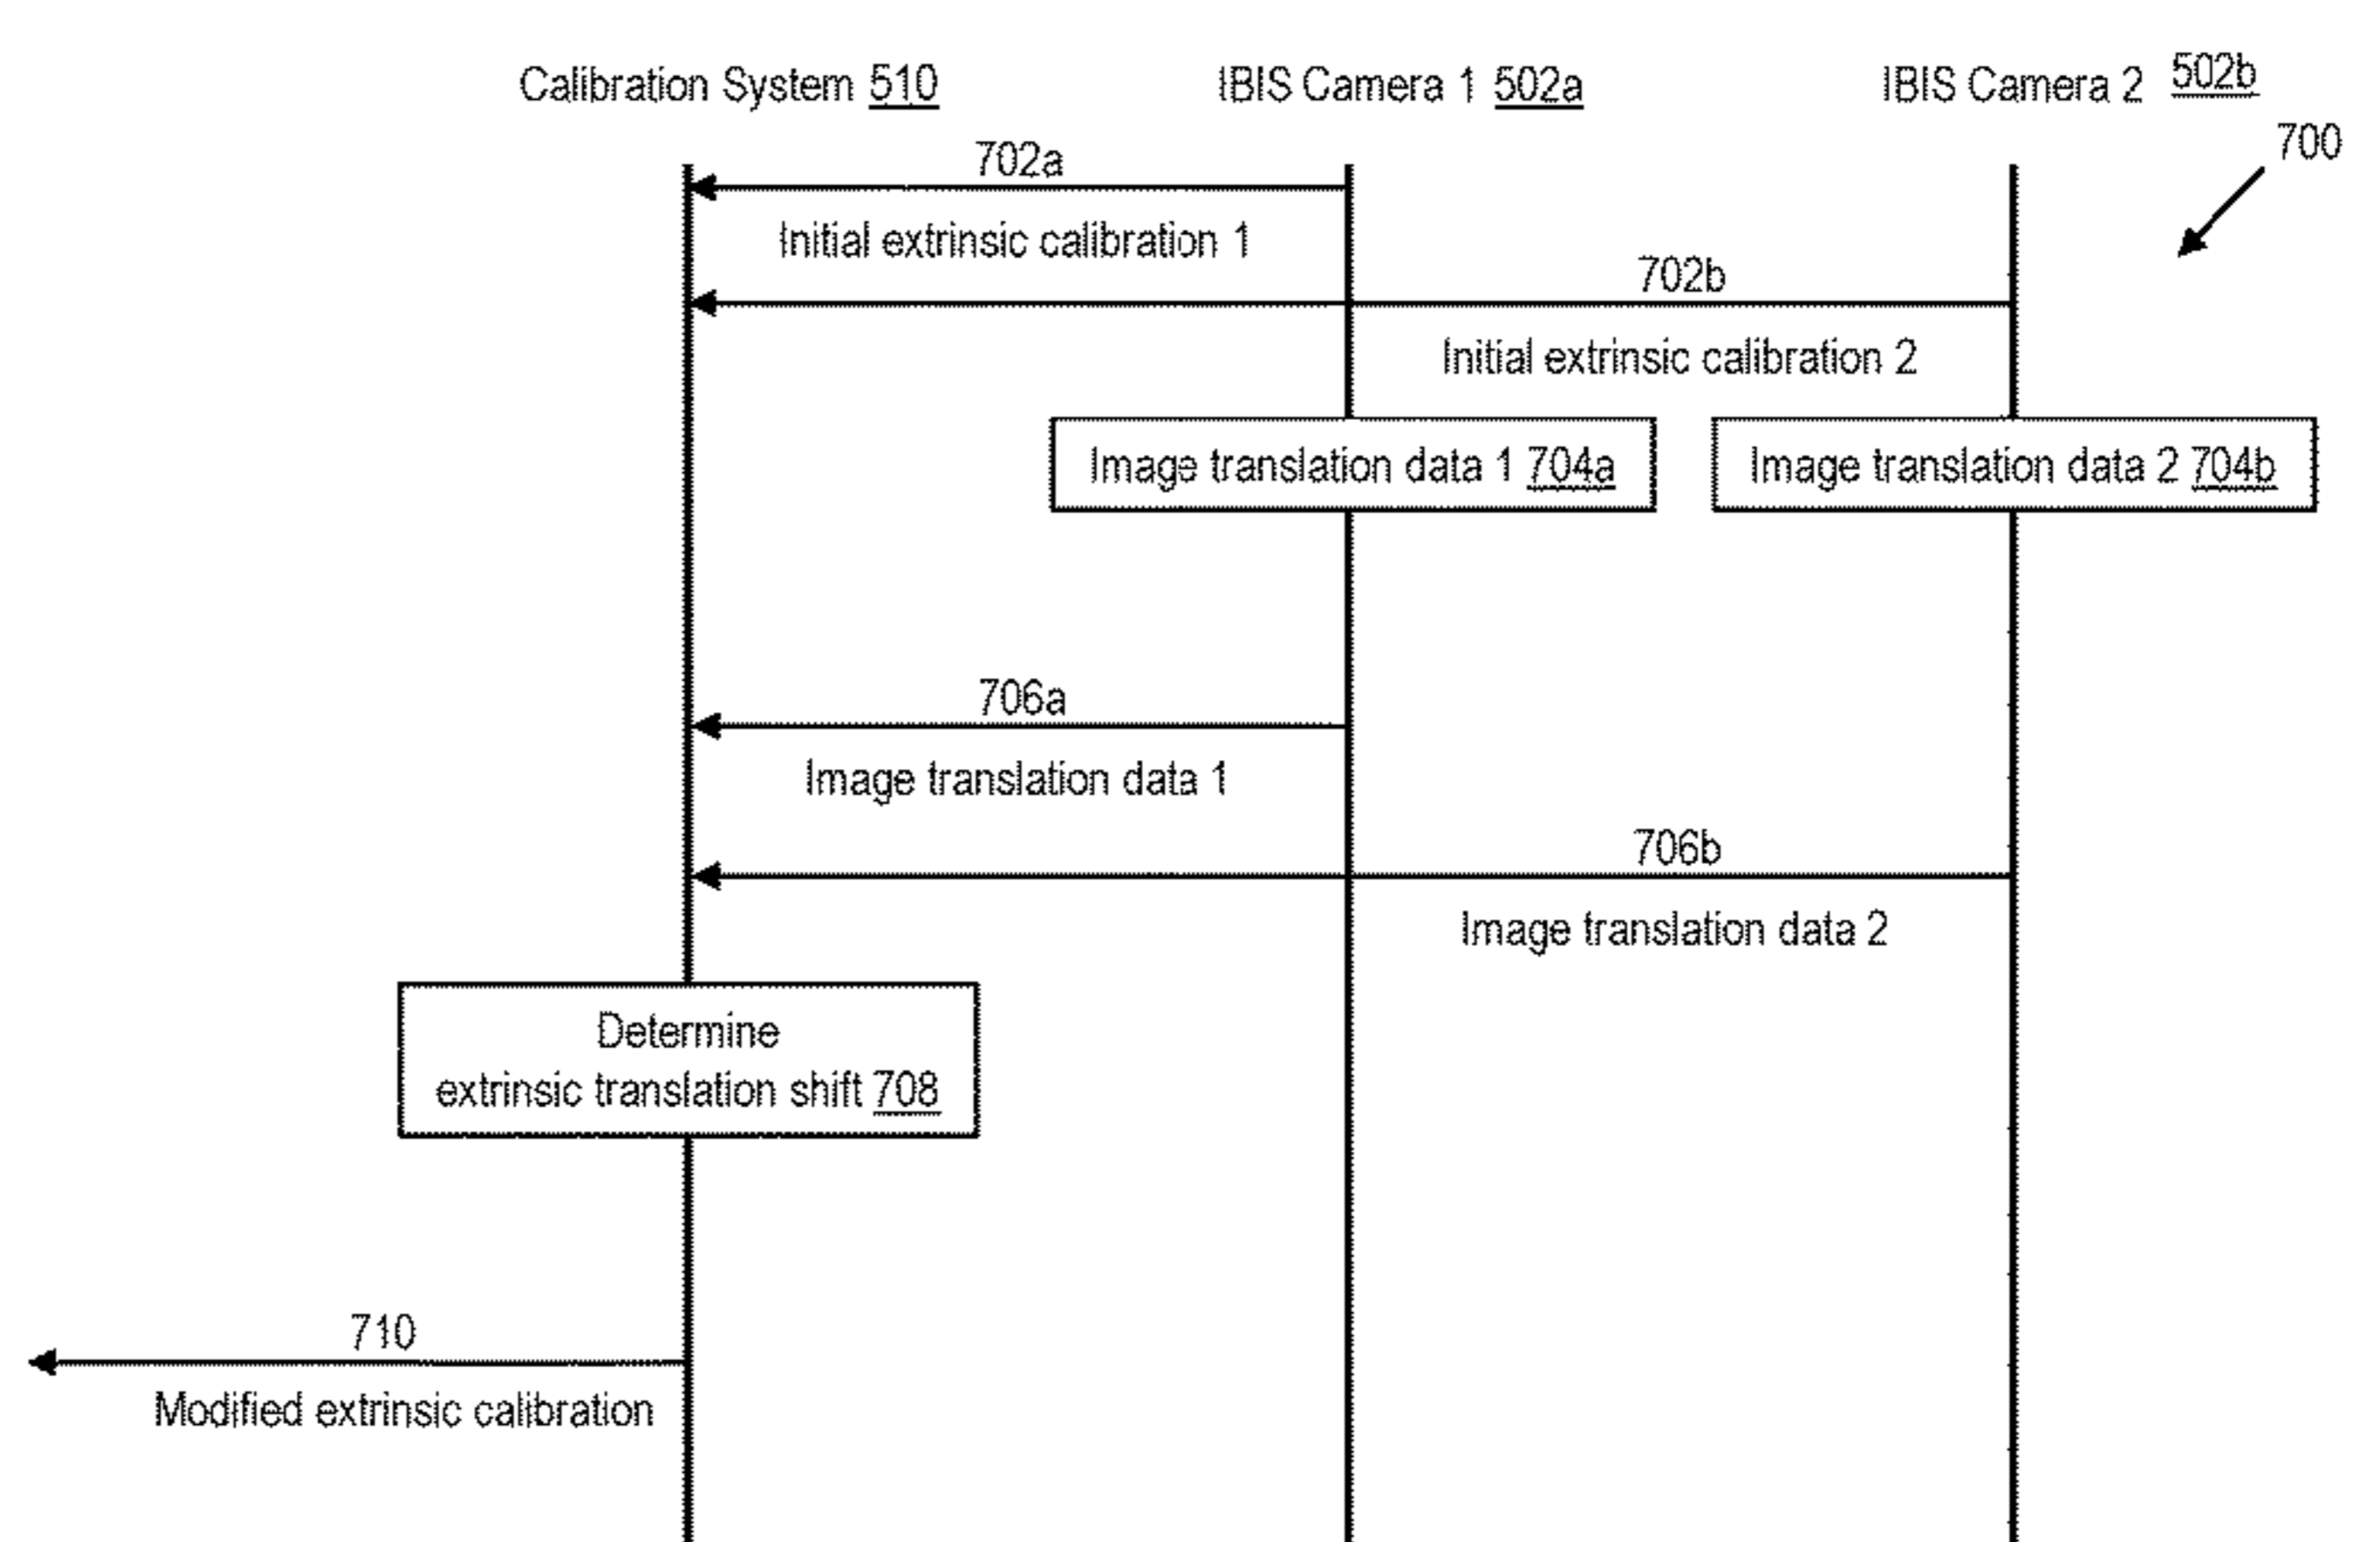 Calibration System 510
IBIS Camera 1 502a
IBIS Camera 2 502b
700
702a
Initial extrinsic calibration 1
702b
Initial extrinsic calibration 2
Image translation data 1 704a
Image translation data 2 704b
706a
Image translation data 1
706b
Image translation data 2
Determine
extrinsic translation shift 708
710
Modified extrinsic calibration